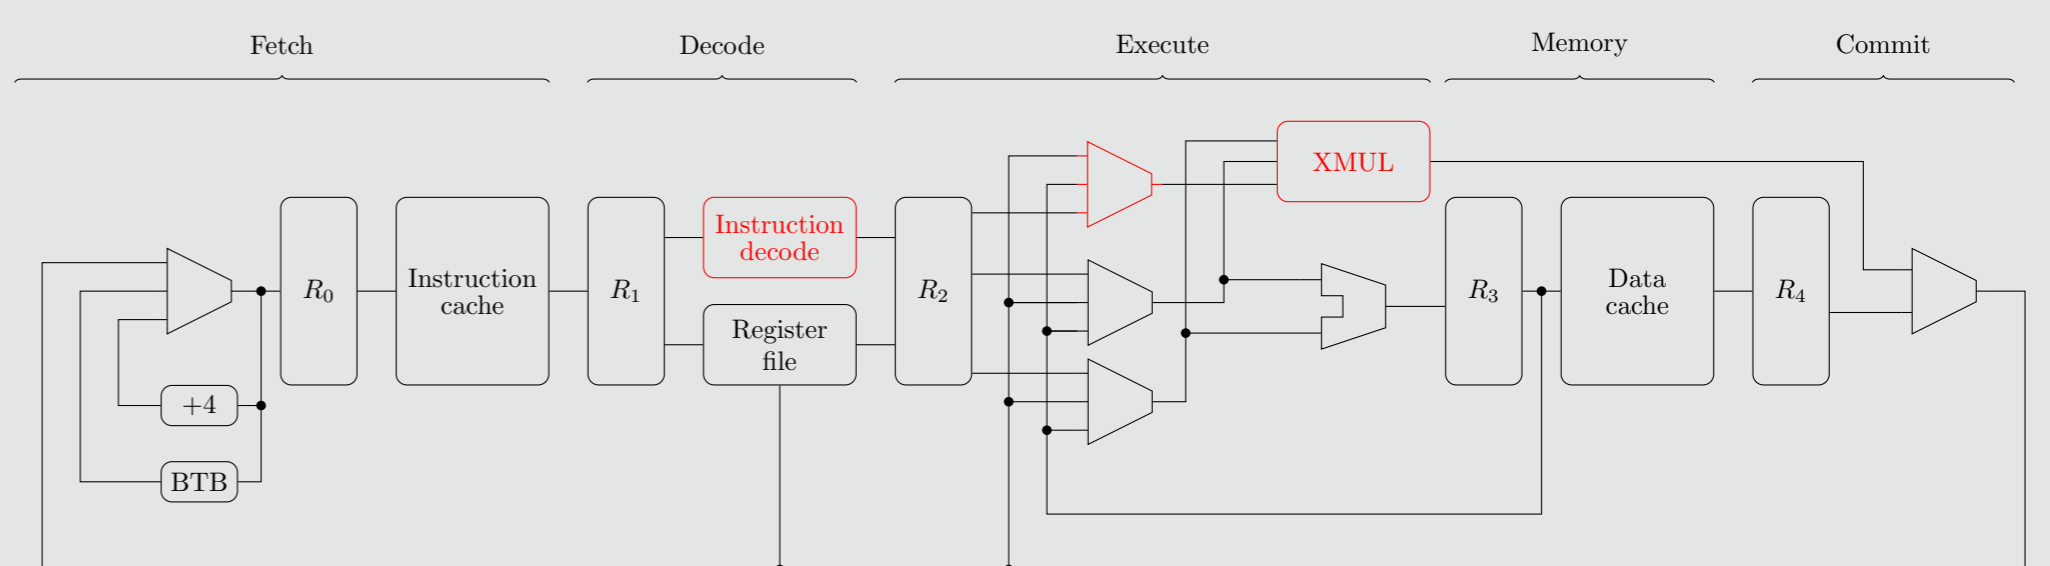 Fetch
Decode
Execute
Memory
Commit
XMUL
Instruction
decode
R0
Instruction
cache
R1
Register
file
R2
R3
Data
cache
R4
+4
BTB